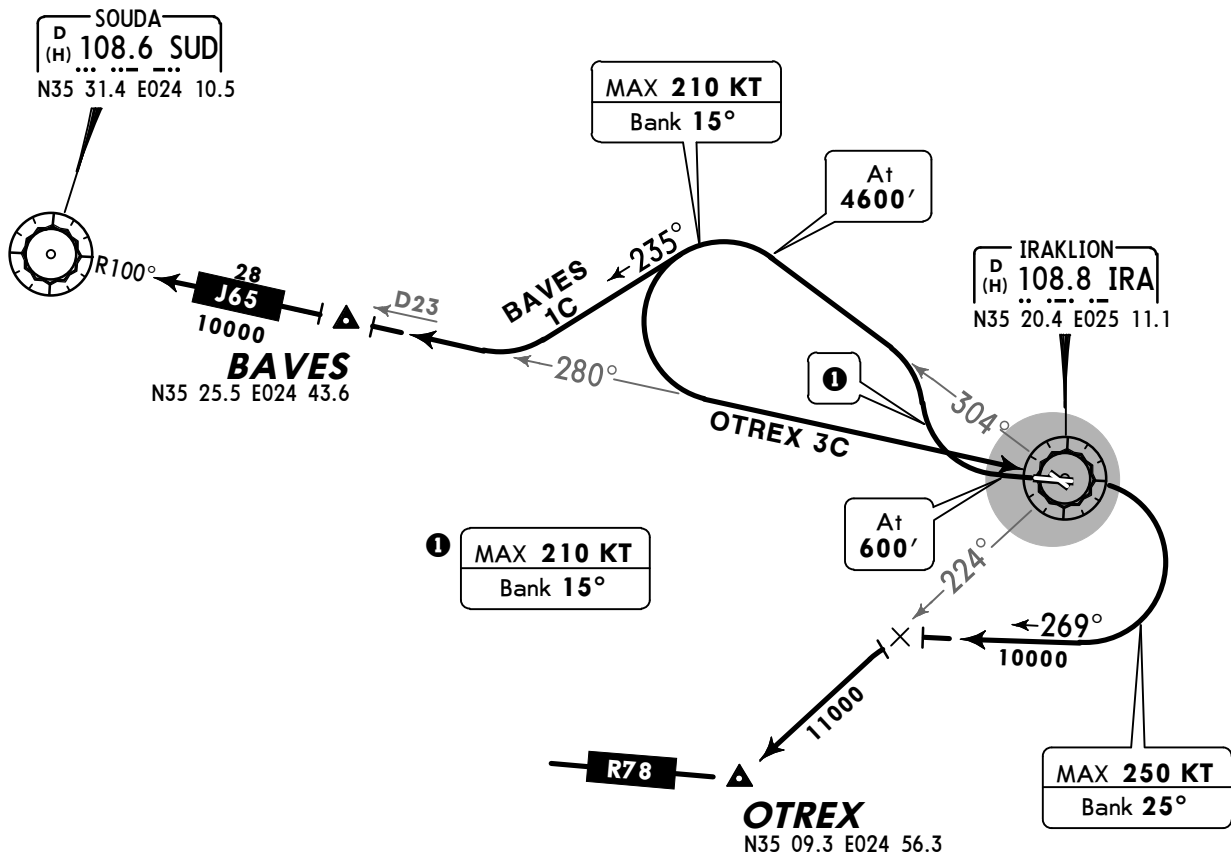 SOUDA
D
(H) 108.6 SUD
N35 31.4 E024 10.5
MAX 210 KT
Bank 15°
At
4600'
IRAKLION
D
(H) 108.8 IRA
N35 20.4 E025 11.1
R100°
28
J65
10000
D23
BAVES
N35 25.5 E024 43.6
235°
BAVES
1C
280°
OTREX 3C
❶
304°
At
600'
❶ MAX 210 KT
Bank 15°
224°
269°
10000
11000
R78
OTREX
N35 09.3 E024 56.3
MAX 250 KT
Bank 25°